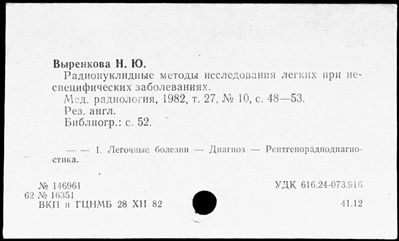 Выренкова Н. Ю.
Радионуклидные методы исследования легких при не-
специфических заболеваниях.
Мед. радиология, 1982, т. 27, № 10, с. 48—53.
Рез. англ.
Библиогр.: с. 52.
— — 1. Легочные болезни — Диагноз — Рентгенорадиодиагно-
стика.
№ 146961 УДК 616.24-073.916
62 № 16351
ВКП и ГЦНМБ 28 XII 82 41.12